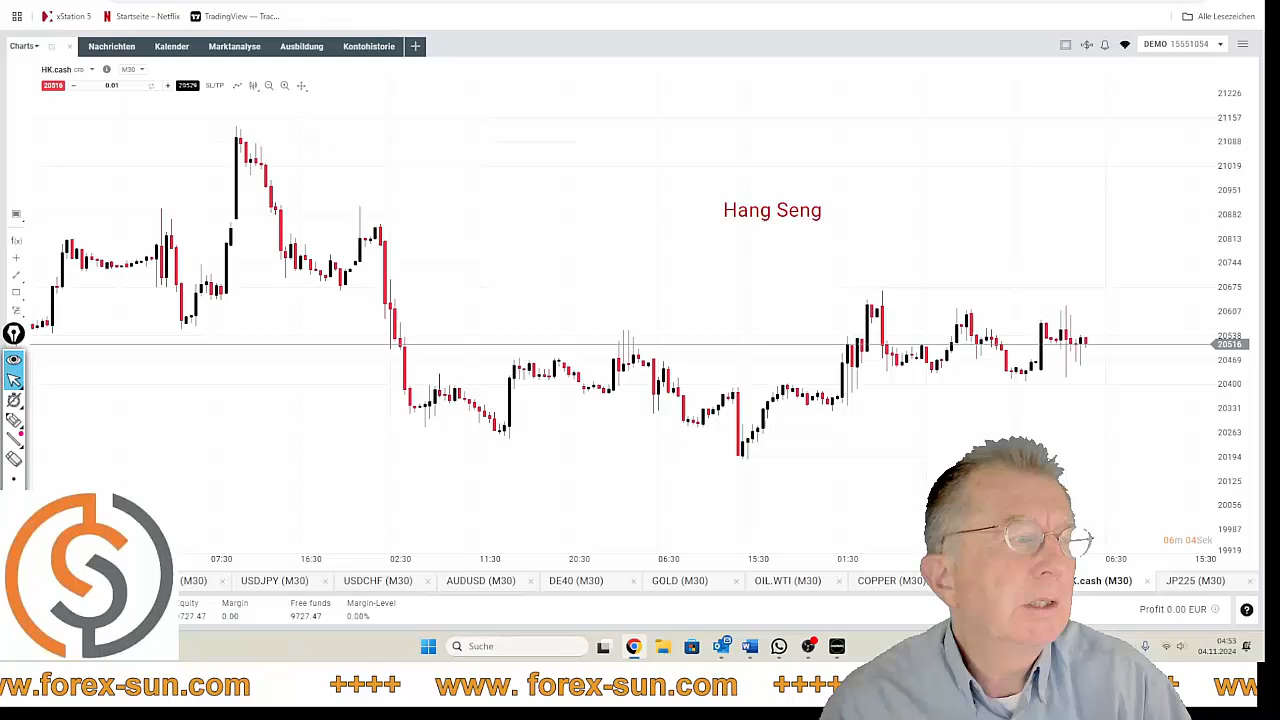 xStation 5 Startseite – Netflix TradingView — Trac... Alle Lesezeichen
Charts Nachrichten Kalender Marktanalyse Ausbildung Kontohistorie + DEMO 15551054
HK.cash CFD M30
20516 − 0.01 + 20529 SL/TP
21226
21157
21088
21019
20951
20882
20813
20744
20675
20607
20538
20516
20469
20400
20331
20263
20194
20125
20056
19987
19919
Hang Seng
f(x)
06m 04Sek
07:30 16:30 02:30 11:30 20:30 06:30 15:30 01:30 06:30 15:30
(M30) USDJPY (M30) USDCHF (M30) AUDUSD (M30) DE40 (M30) GOLD (M30) OIL.WTI (M30) COPPER (M30) K.cash (M30) JP225 (M30)
quity Margin Free funds Margin-Level
9727.47 0.00 9727.47 0.00% Profit 0.00 EUR
Suche 04:53
04.11.2024
w.forex-sun.com ++++ www. forex-sun.com ++++ ww